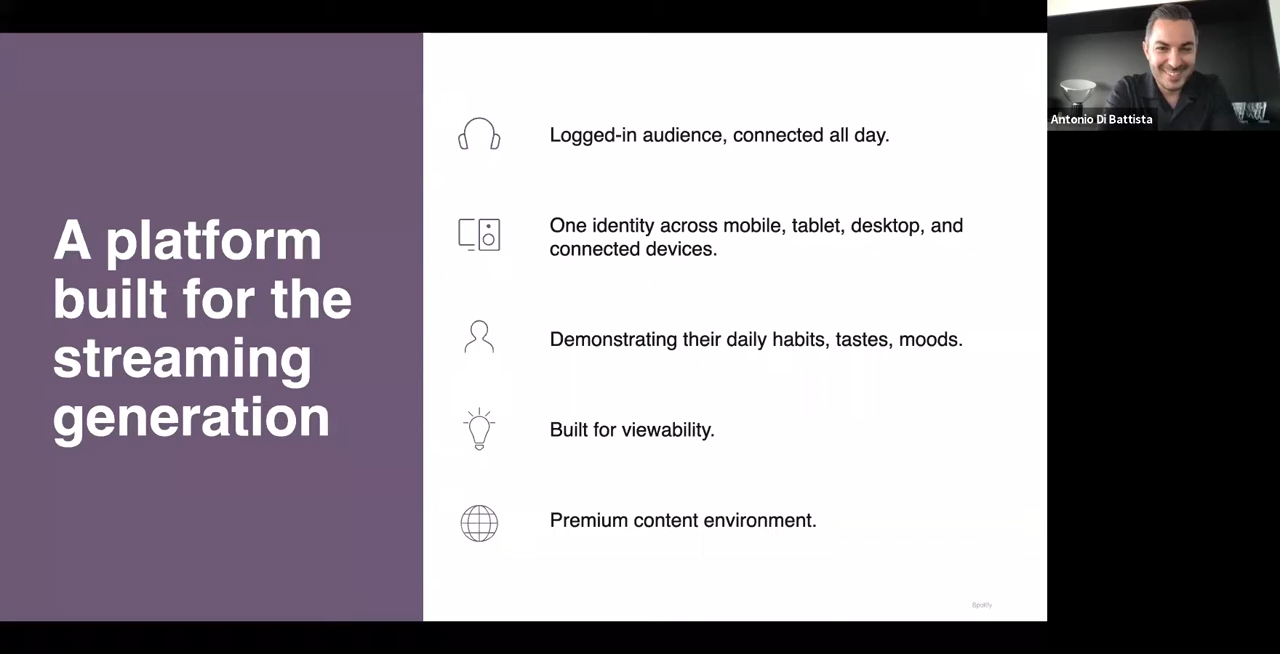 A platform
built for the
streaming
generation
Logged-in audience, connected all day.
One identity across mobile, tablet, desktop, and
connected devices.
Demonstrating their daily habits, tastes, moods.
Built for viewability.
Premium content environment.
Spotify
Antonio Di Battista